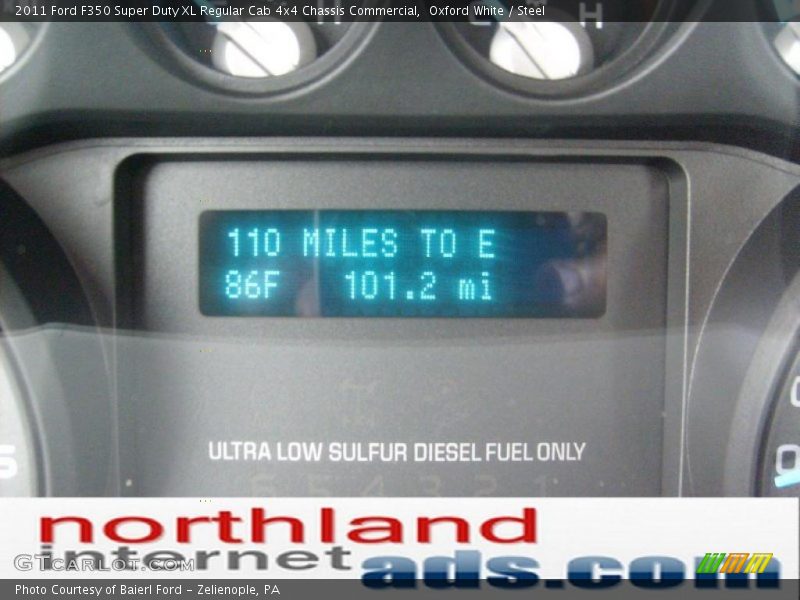 2011 Ford F350 Super Duty XL Regular Cab 4x4 Chassis Commercial, Oxford White / Steel
H
H
110 MILES TO E
86F 101.2 mi
ULTRA LOW SULFUR DIESEL FUEL ONLY
northland
internet
ads.com
GTCARLOT.COM
Photo Courtesy of Baierl Ford - Zelienople, PA